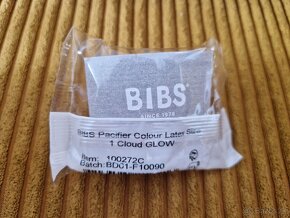 BIBS
SINCE 1978
BIBS Pacifier Colour Latex Size
1 Cloud GLOW
Item: 100272C
Batch: BD01-F10090